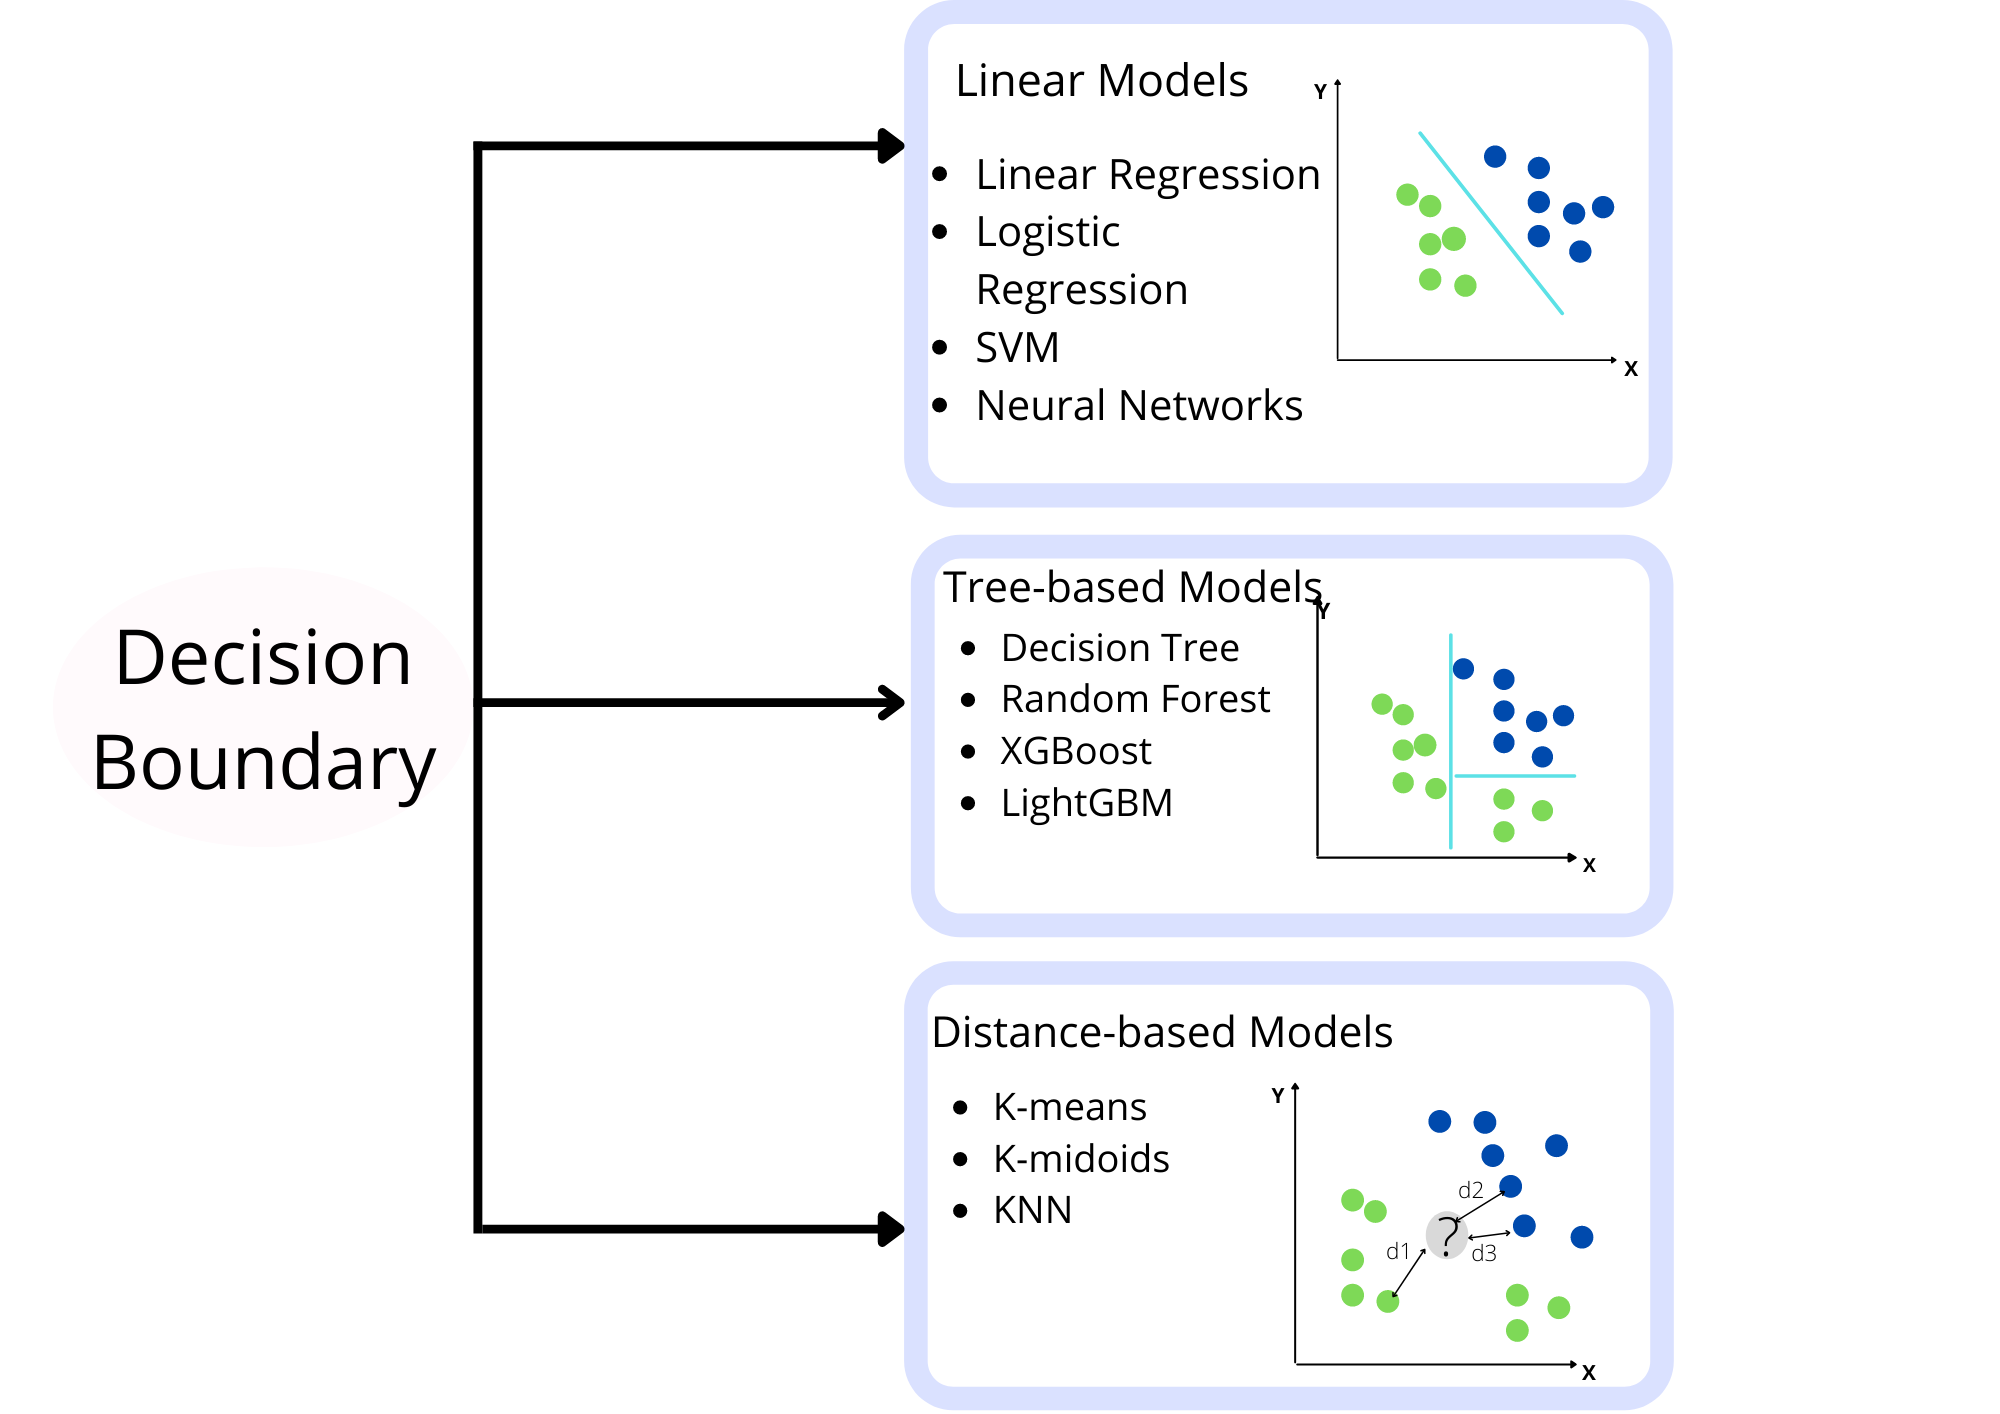 Decision
Boundary
Linear Models
Linear Regression
Logistic
Regression
SVM
Neural Networks
Y
X
Tree-based Models
Decision Tree
Random Forest
XGBoost
LightGBM
Y
X
Distance-based Models
K-means
K-midoids
KNN
Y
d2
?
d1
d3
X